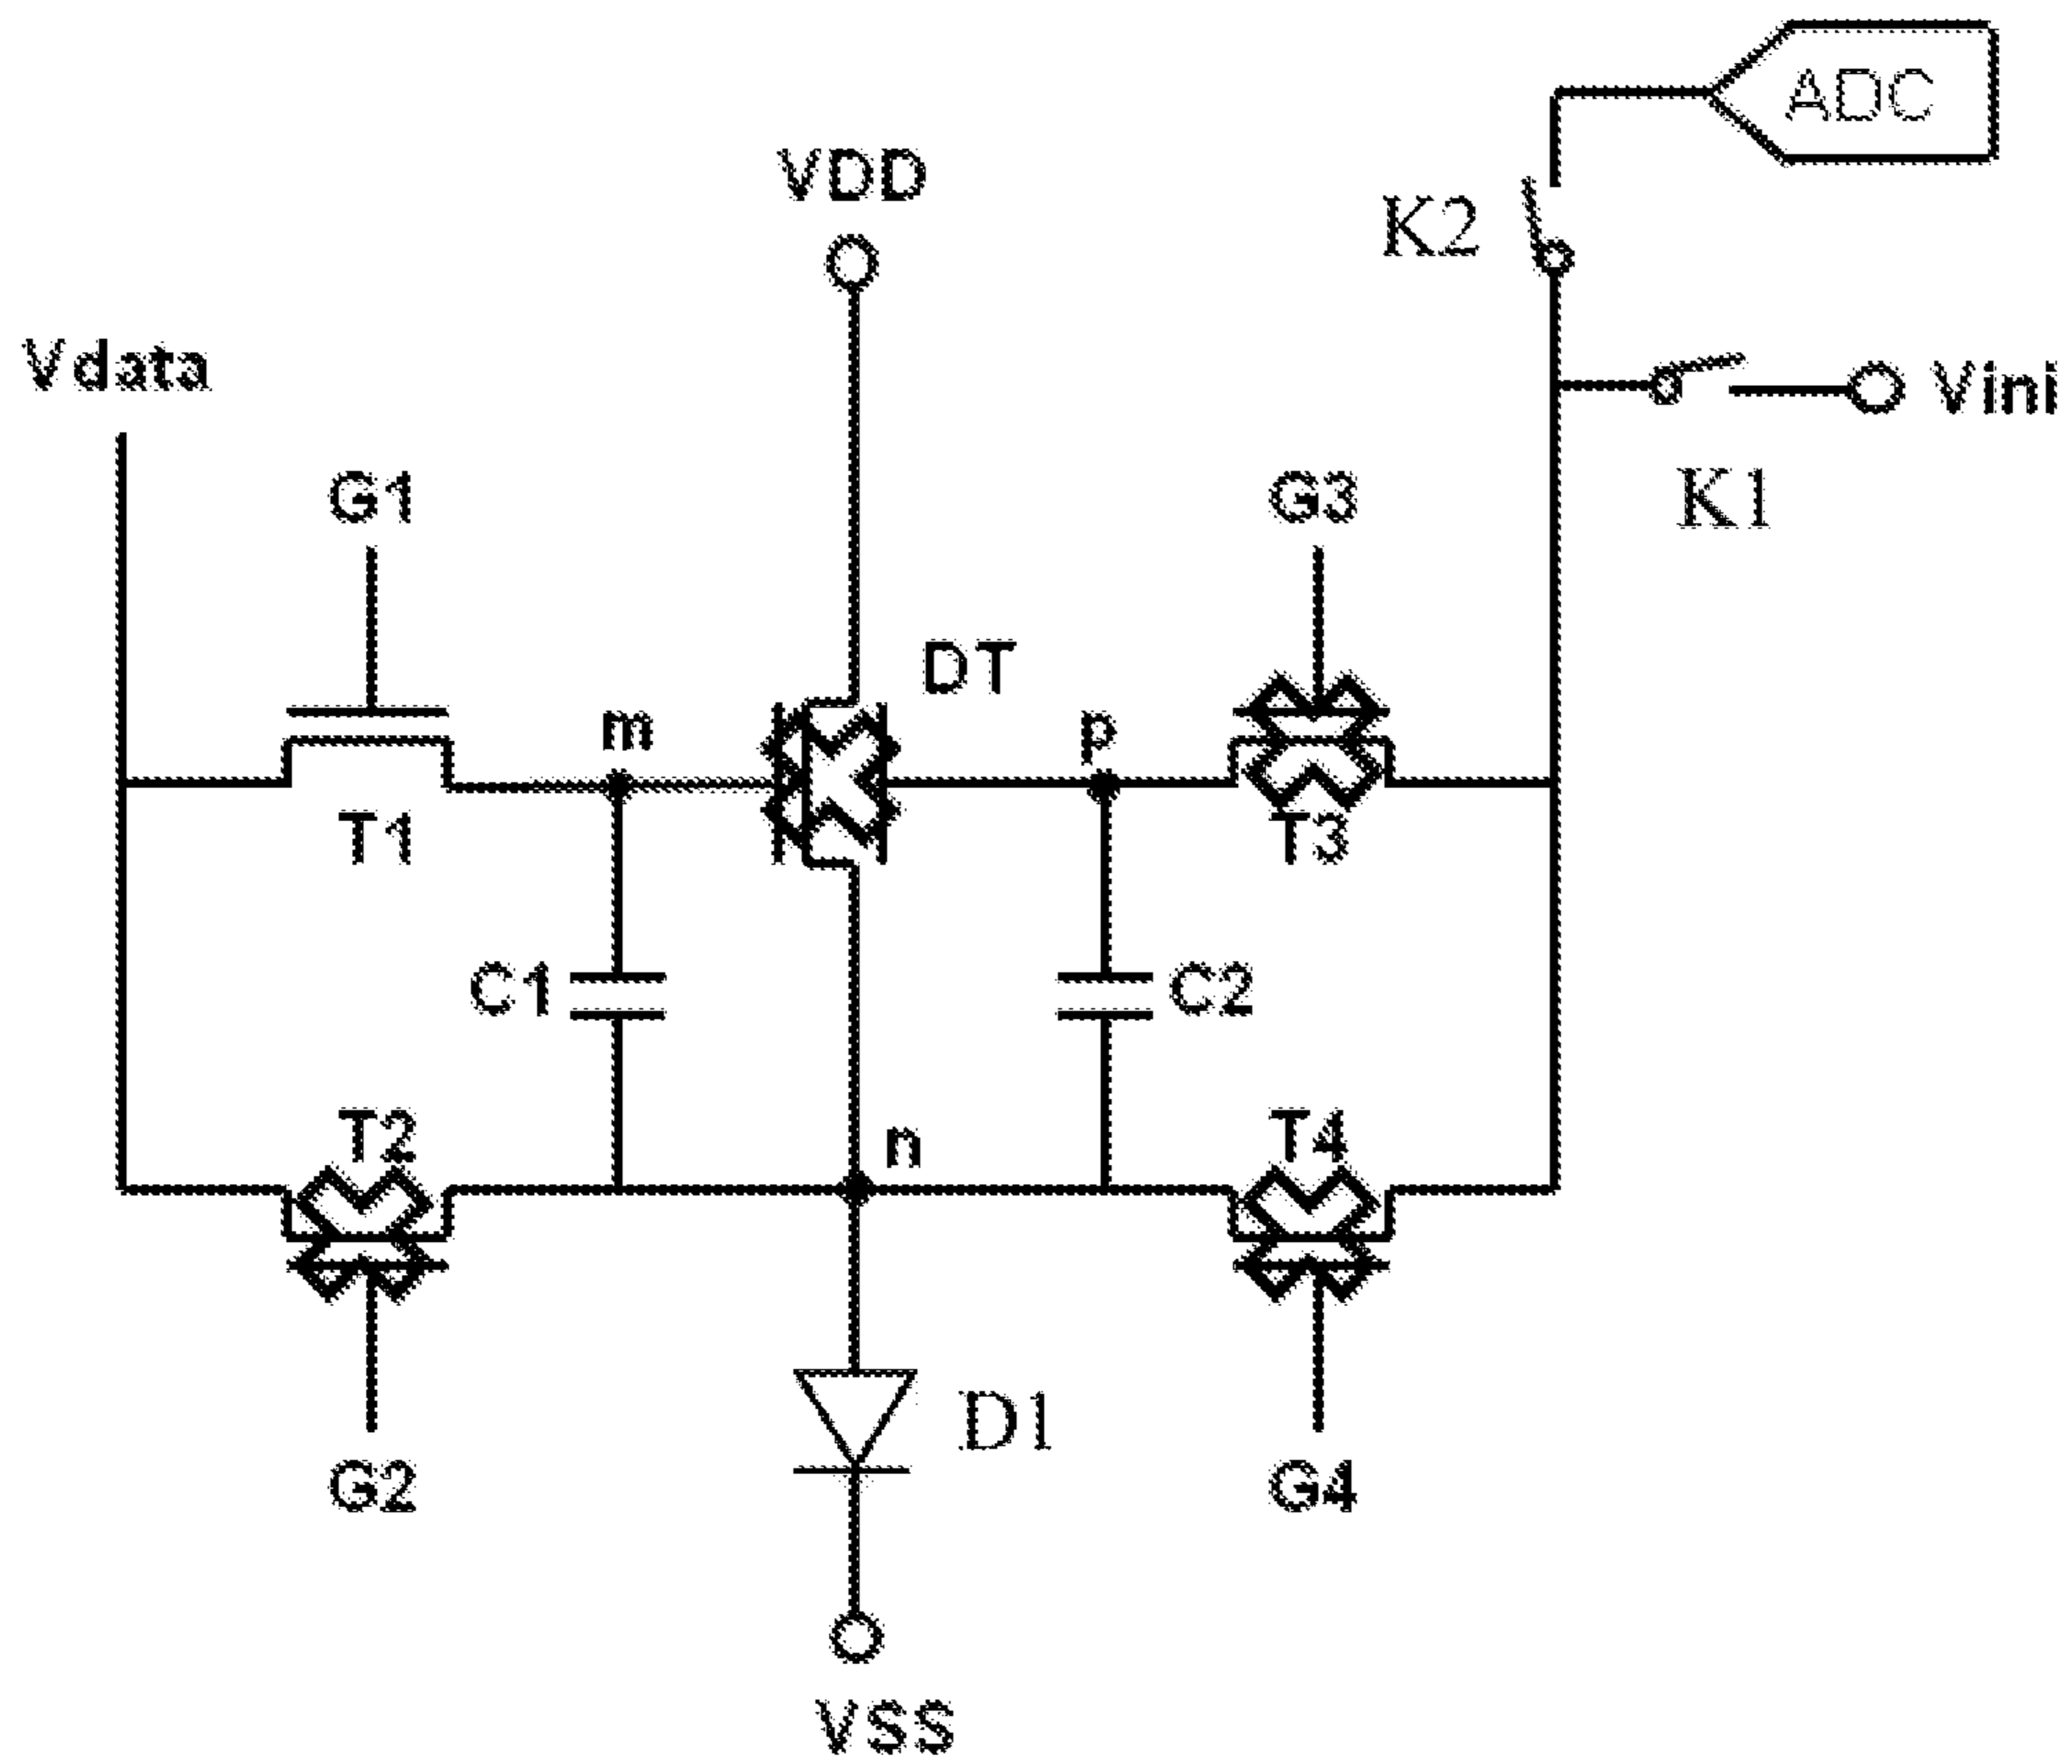 ADC
VDD
K2
Vdata
Vini
G1
G3
K1
DT
m
p
T1
T3
C1
C2
T2
n
T4
D1
G2
G4
VSS